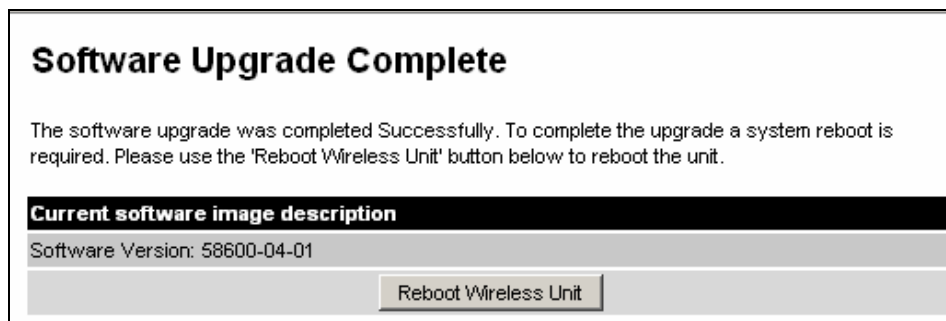 Software Upgrade Complete
The software upgrade was completed Successfully. To complete the upgrade a system reboot is
required. Please use the 'Reboot Wireless Unit' button below to reboot the unit.
Current software image description
Software Version: 58600-04-01
Reboot Wireless Unit